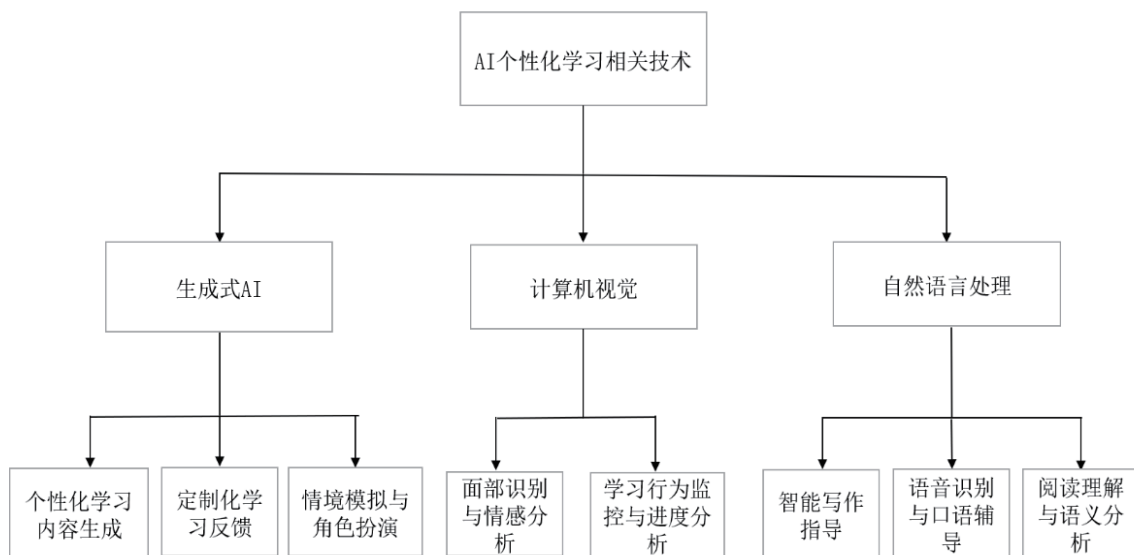 AI个性化学习相关技术
生成式AI
计算机视觉
自然语言处理
个性化学习
内容生成
定制化学
习反馈
情境模拟与
角色扮演
面部识别
与情感分
析
学习行为监
控与进度分
析
智能写作
指导
语音识别
与口语辅
导
阅读理解
与语义分
析